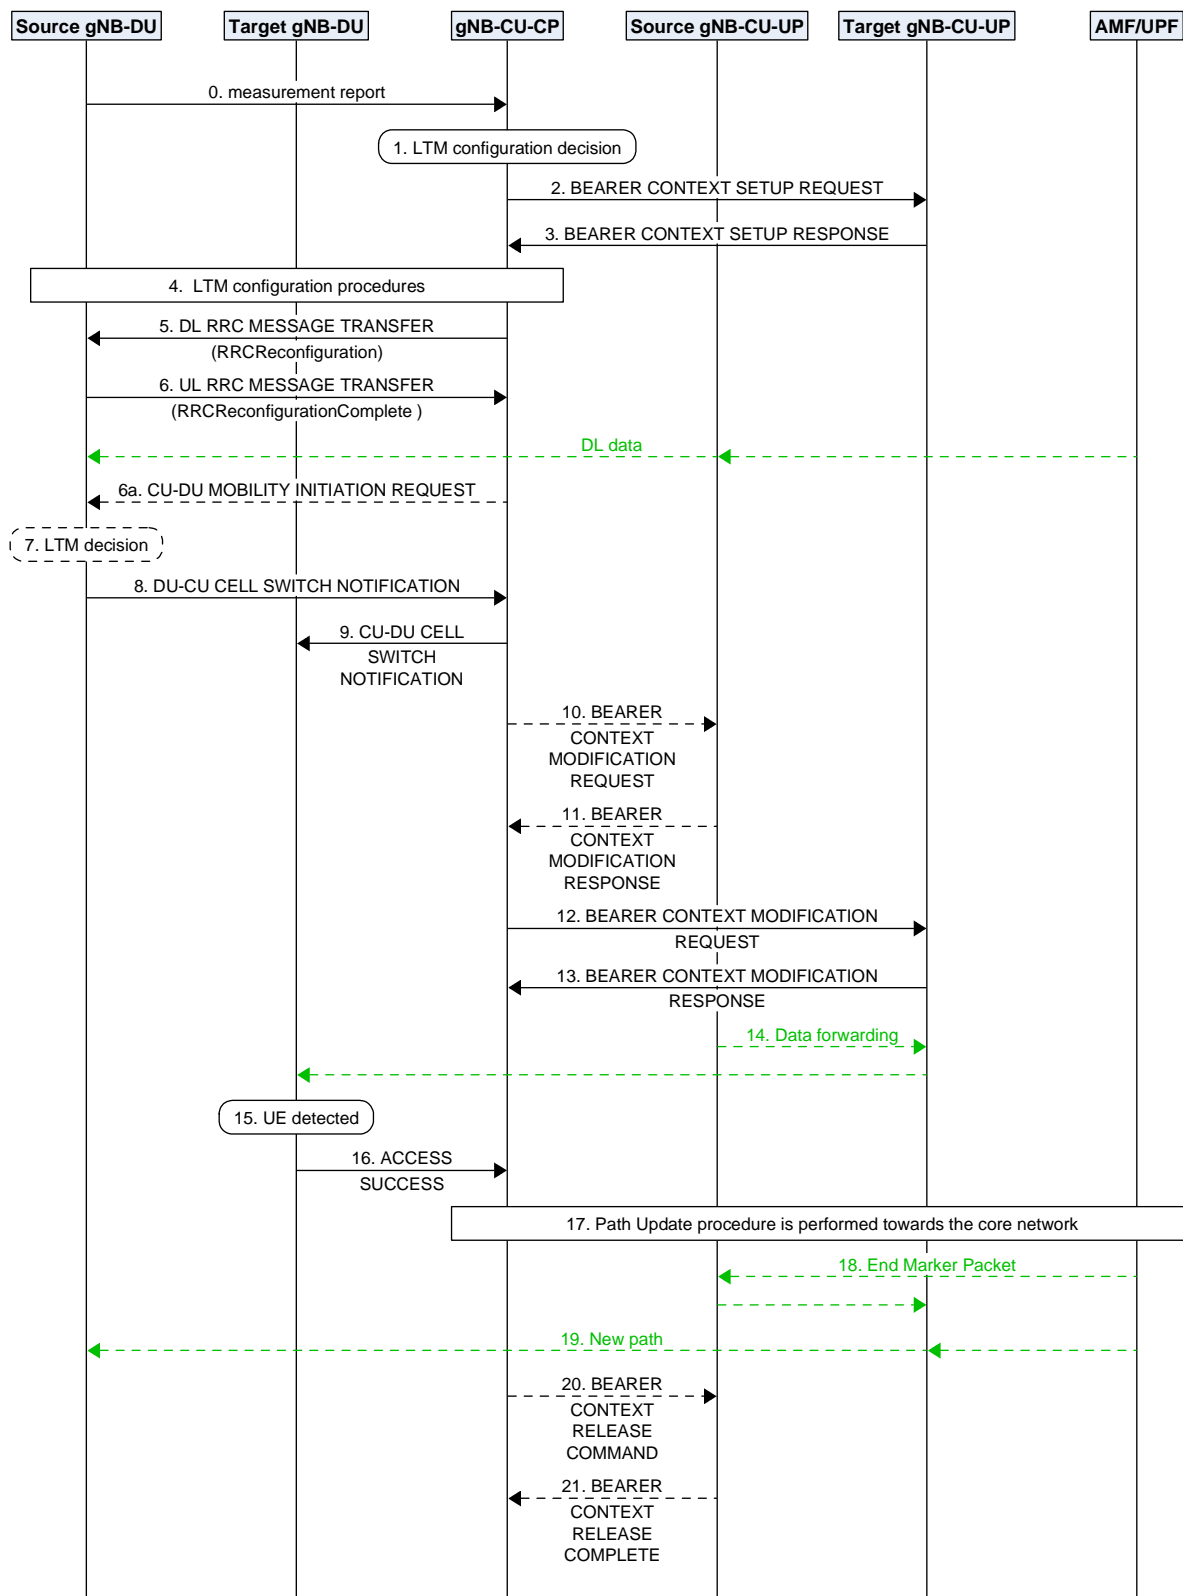 Source gNB-DU
Target gNB-DU
gNB-CU-CP
Source gNB-CU-UP
Target gNB-CU-UP
AMF/UPF
0. measurement report
1. LTM configuration decision
2. BEARER CONTEXT SETUP REQUEST
3. BEARER CONTEXT SETUP RESPONSE
4. LTM configuration procedures
5. DL RRC MESSAGE TRANSFER
(RRCReconfiguration)
6. UL RRC MESSAGE TRANSFER
(RRCReconfigurationComplete )
DL data
6a. CU-DU MOBILITY INITIATION REQUEST
7. LTM decision
8. DU-CU CELL SWITCH NOTIFICATION
9. CU-DU CELL
SWITCH
NOTIFICATION
10. BEARER
CONTEXT
MODIFICATION
REQUEST
11. BEARER
CONTEXT
MODIFICATION
RESPONSE
12. BEARER CONTEXT MODIFICATION
REQUEST
13. BEARER CONTEXT MODIFICATION
RESPONSE
14. Data forwarding
15. UE detected
16. ACCESS
SUCCESS
17. Path Update procedure is performed towards the core network
18. End Marker Packet
19. New path
20. BEARER
CONTEXT
RELEASE
COMMAND
21. BEARER
CONTEXT
RELEASE
COMPLETE